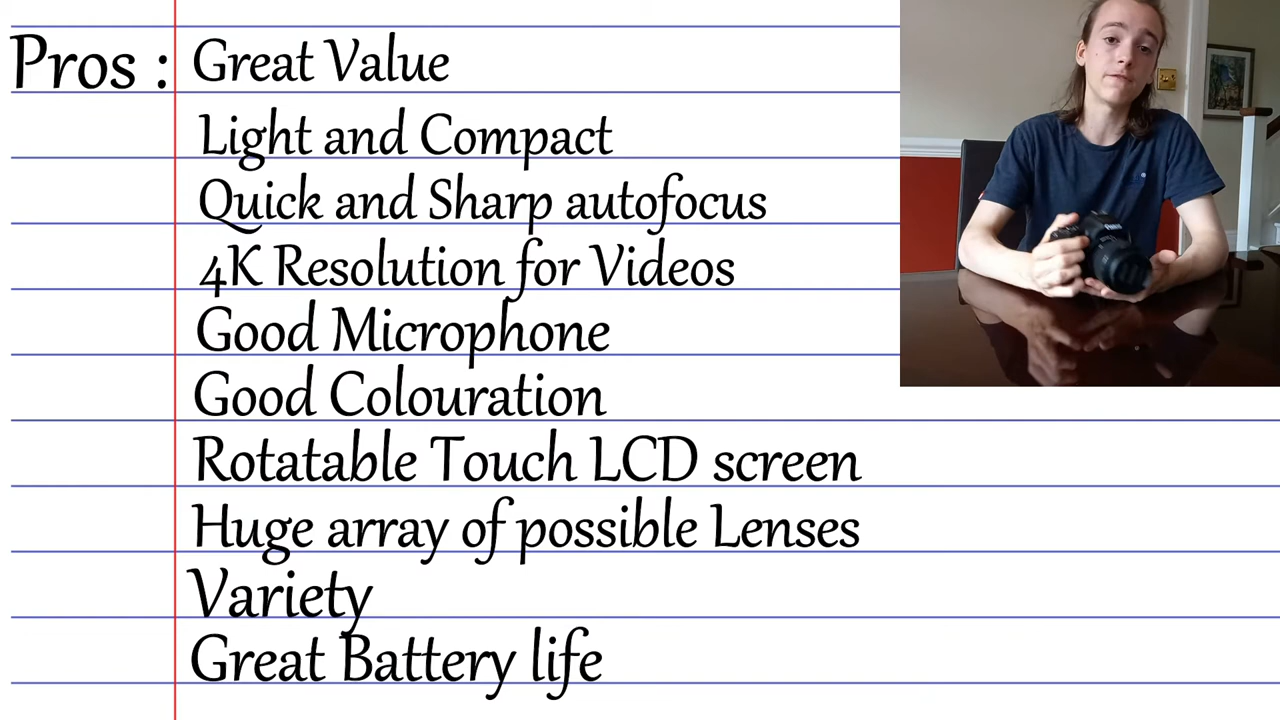 Pros : Great Value
Light and Compact
Quick and Sharp autofocus
4K Resolution for Videos
Good Microphone
Good Colouration
Rotatable Touch LCD screen
Huge array of possible Lenses
Variety
Great Battery life